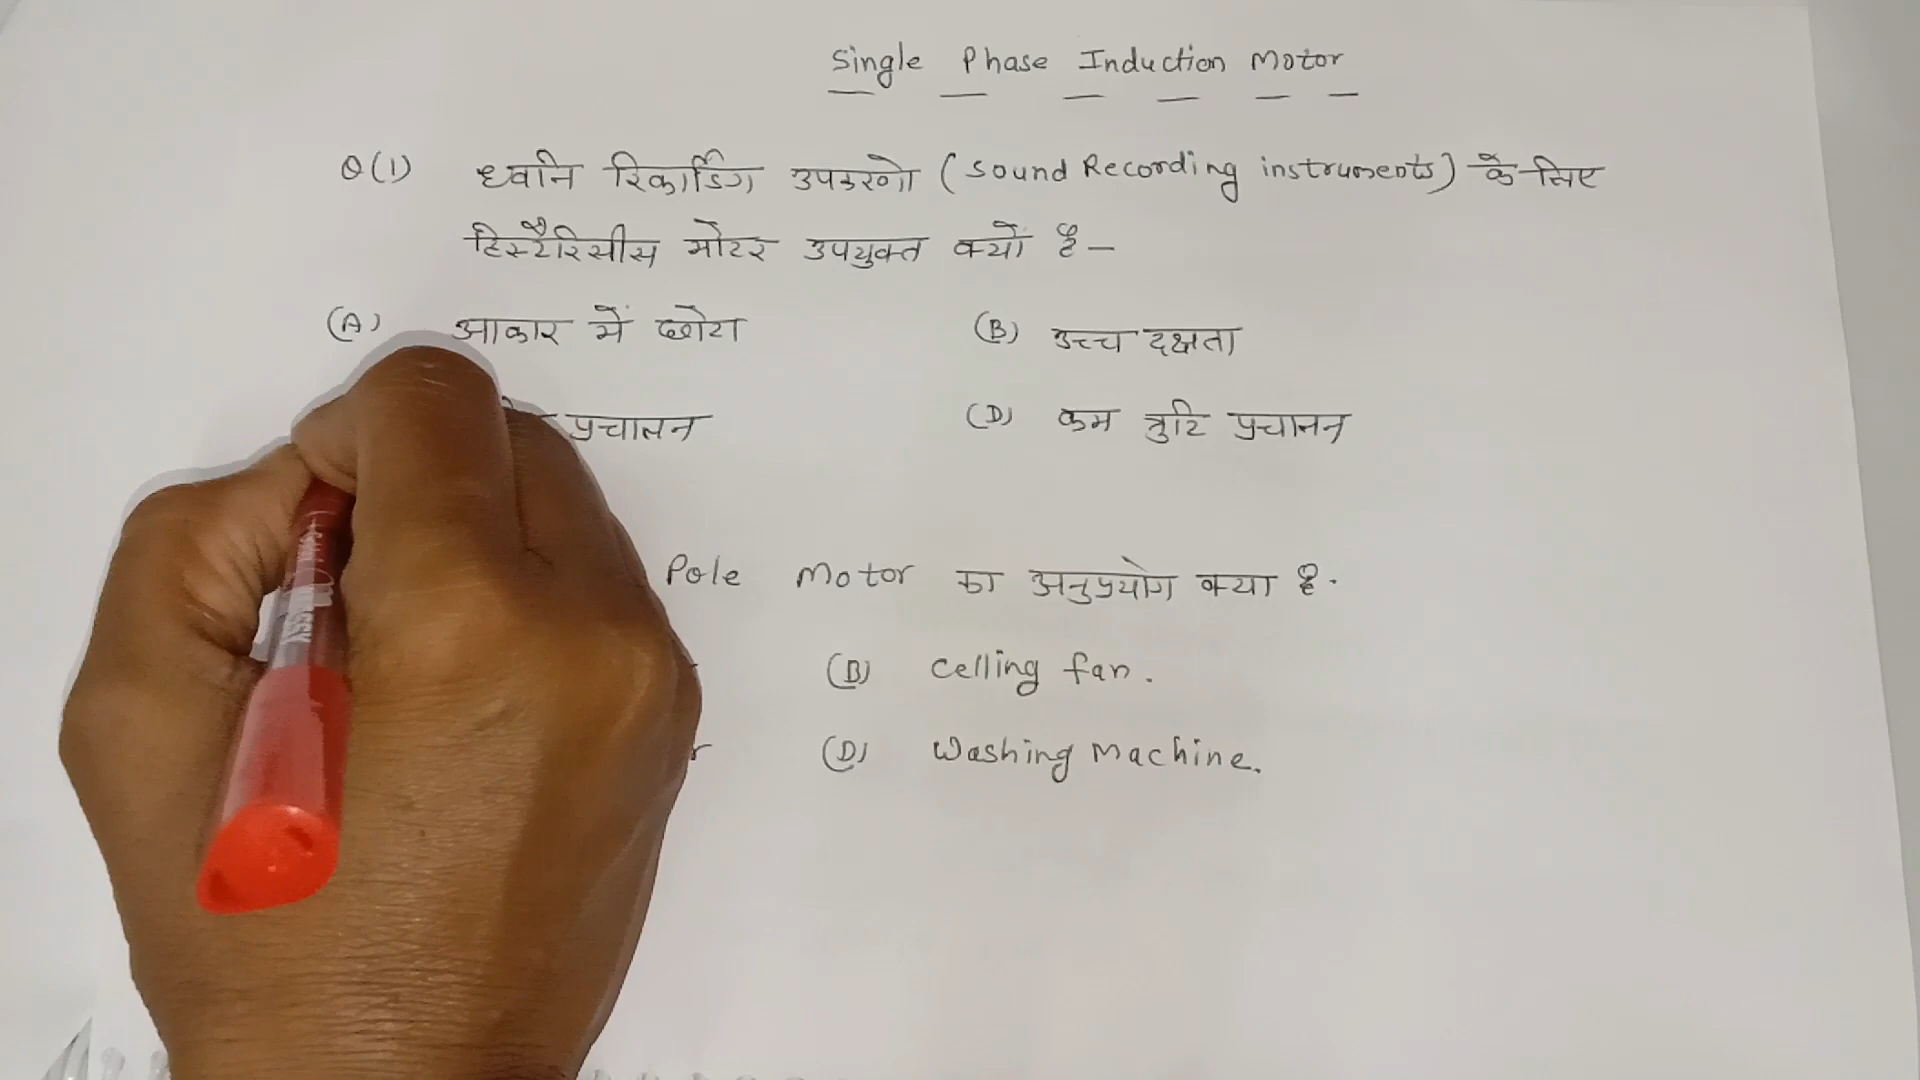 Single Phase Induction Motor
Q(1) ध्वनि रिकार्डिंग उपकरणो (Sound Recording instruments) के लिए
हिस्टैरिसीस मोटर उपयुक्त क्यों है -
(A) आकार में छोटा (B) उच्च दक्षता
प्रचालन (D) कम त्रुटि प्रचालन
Pole Motor का अनुप्रयोग क्या है.
(B) Celling fan.
(D) Washing Machine.